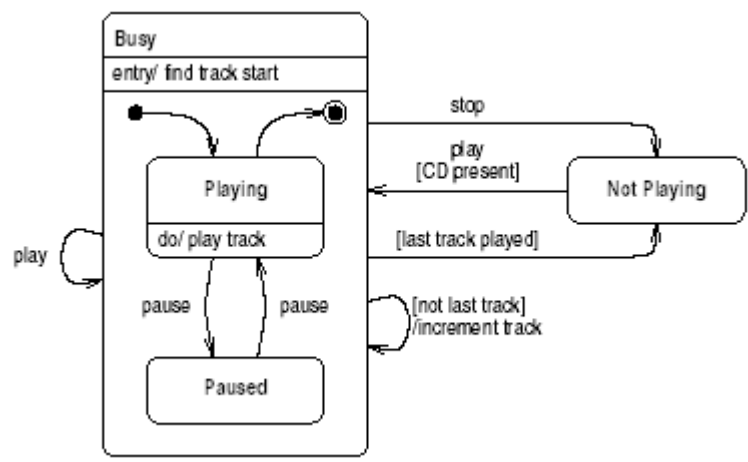 Busy
entry/ find track start
stop
play
[CD present]
Not Playing
Playing
do/ play track
[last track played]
play
pause
pause
[not last track]
/increment track
Paused